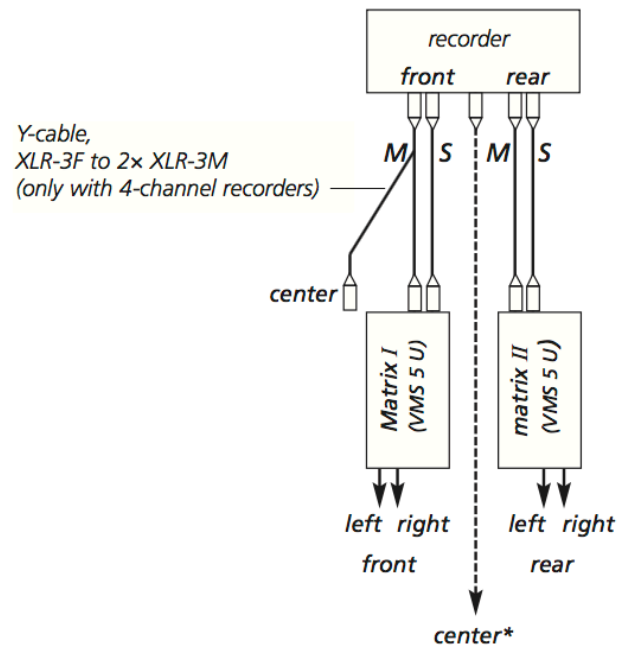 recorder
front rear
Y-cable,
XLR-3F to 2× XLR-3M
(only with 4-channel recorders)
M S M S
center
Matrix I
(VMS 5 U)
matrix II
(VMS 5 U)
left right left right
front rear
center*